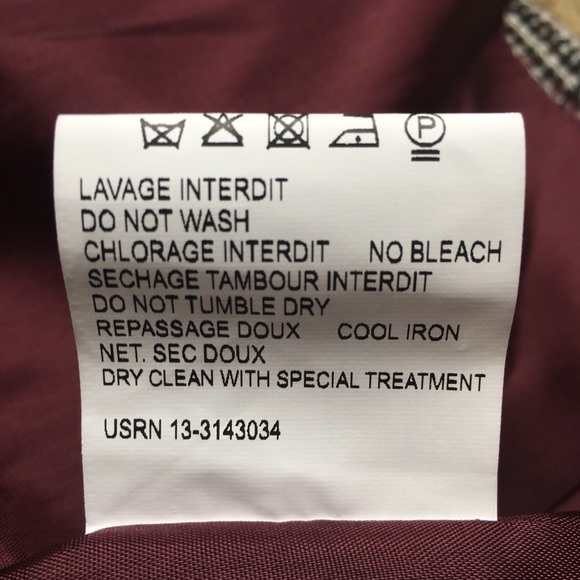 P
LAVAGE INTERDIT
DO NOT WASH
CHLORAGE INTERDIT NO BLEACH
SECHAGE TAMBOUR INTERDIT
DO NOT TUMBLE DRY
REPASSAGE DOUX COOL IRON
NET. SEC DOUX
DRY CLEAN WITH SPECIAL TREATMENT
USRN 13-3143034